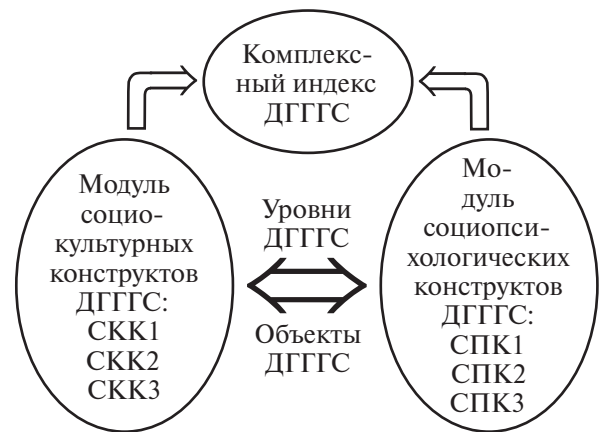 Комплекс-
ный индекс
ДГГГС
Модуль
социо-
культурных
конструктов
ДГГГС:
СКК1
СКК2
СКК3
Уровни
ДГГГС
Объекты
ДГГГС
Мо-
дуль
социопси-
хологических
конструктов
ДГГГС:
СПК1
СПК2
СПК3